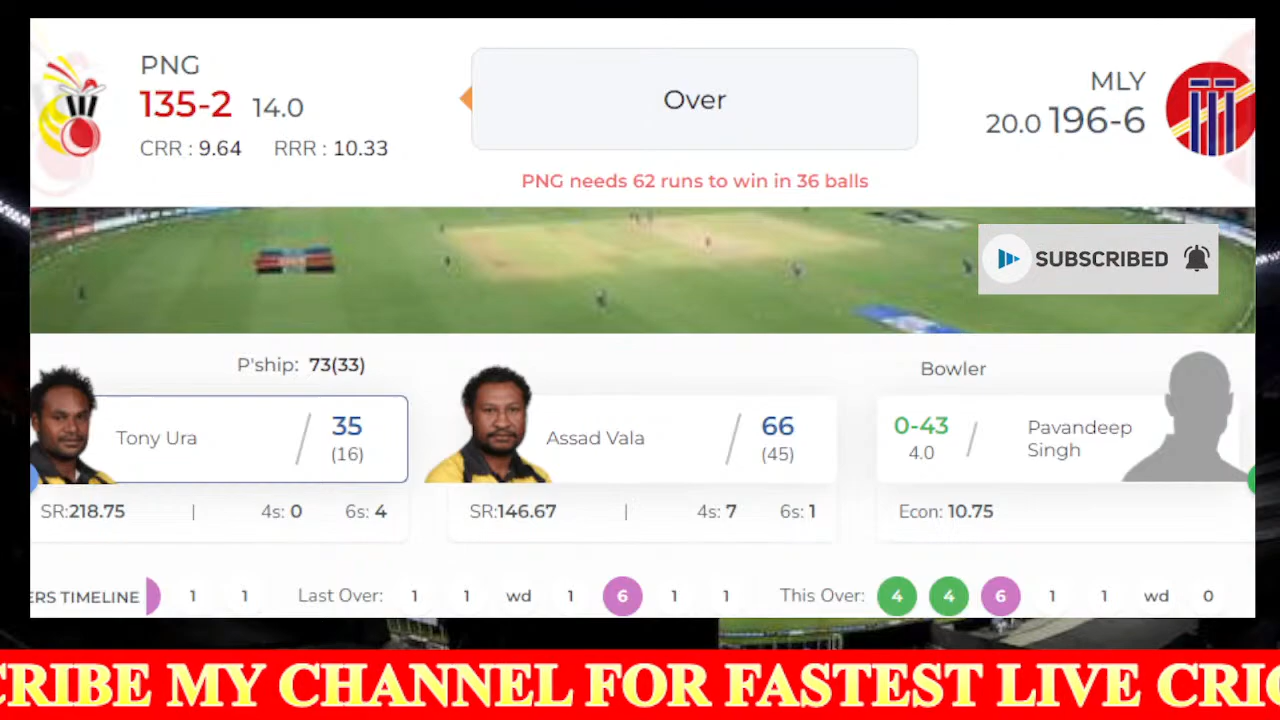 PNG
135-2 14.0
CRR : 9.64 RRR : 10.33
Over
PNG needs 62 runs to win in 36 balls
MLY
20.0 196-6
SUBSCRIBED
P'ship: 73(33)
Tony Ura / 35
(16)
SR:218.75 | 4s: 0 6s: 4
Assad Vala / 66
(45)
SR:146.67 | 4s: 7 6s: 1
Bowler
0-43
4.0 / Pavandeep
Singh
Econ: 10.75
ERS TIMELINE 1 1 Last Over: 1 1 wd 1 6 1 1 This Over: 4 4 6 1 1 wd 0
CRIBE MY CHANNEL FOR FASTEST LIVE CRIC